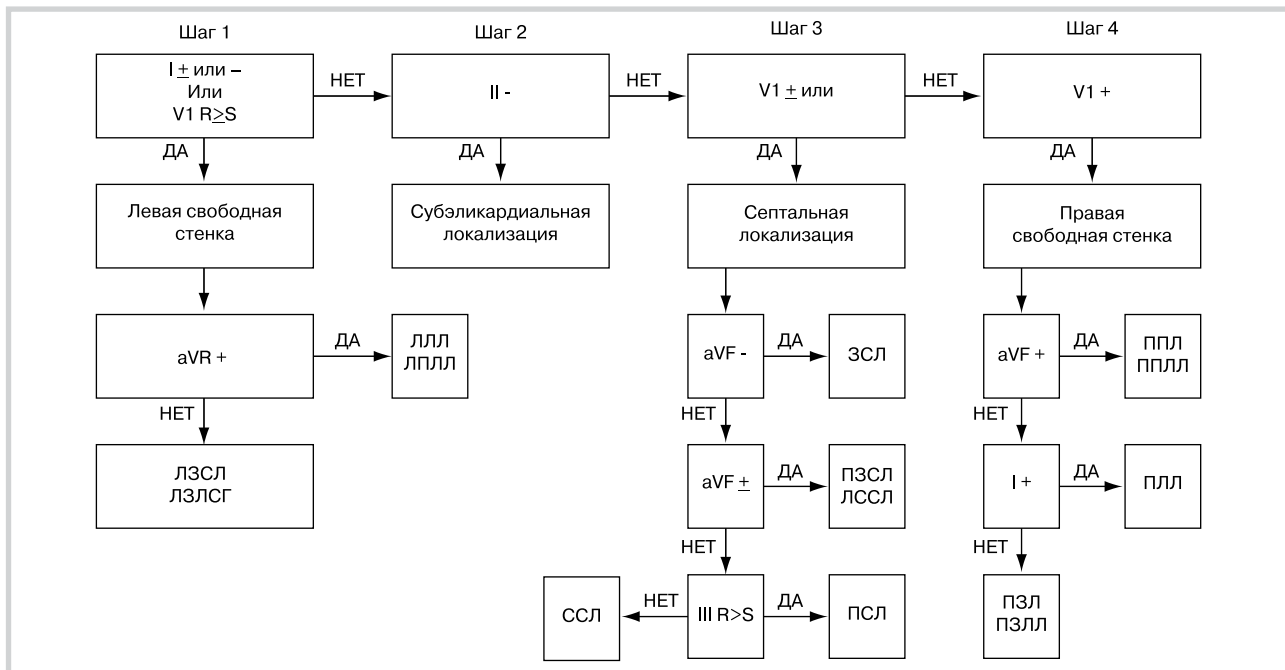 Шаг 1
Шаг 2
Шаг 3
Шаг 4
I ± или –
Или
V1 R≥S
НЕТ
II -
НЕТ
V1 ± или
НЕТ
V1 +
ДА
ДА
ДА
ДА
Левая свободная
стенка
Субэликардиальная
локализация
Септальная
локализация
Правая
свободная стенка
aVR +
ДА
ЛЛЛ
ЛПЛЛ
НЕТ
ЛЗСЛ
ЛЗЛСГ
aVF -
ДА
ЗСЛ
НЕТ
aVF ±
ДА
ПЗСЛ
ЛССЛ
НЕТ
III R>S
НЕТ
ССЛ
ДА
ПСЛ
aVF +
ДА
ППЛ
ППЛЛ
НЕТ
I +
ДА
ПЛЛ
НЕТ
ПЗЛ
ПЗЛЛ